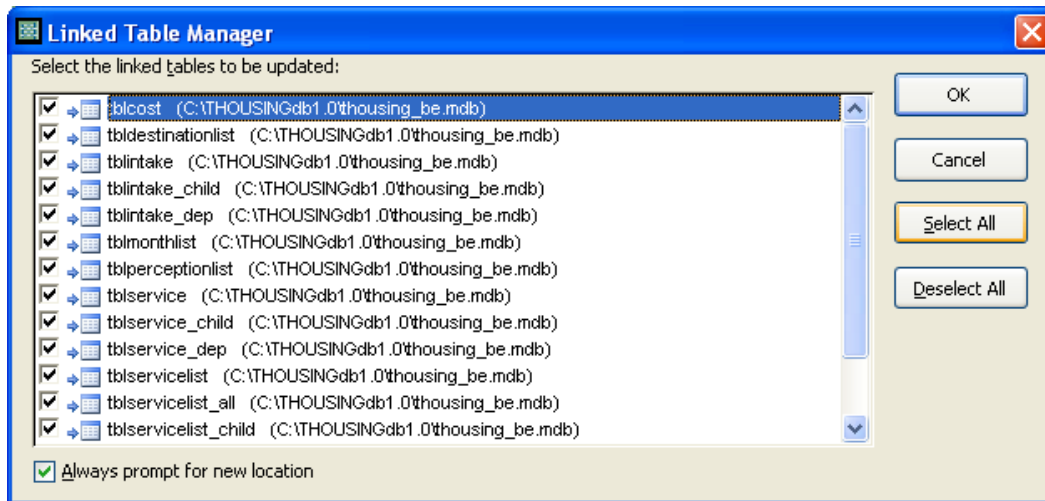 Linked Table Manager
Select the linked tables to be updated:
tblcost (C:\THOUSINGdb1.0\thousing_be.mdb)
tbldestinationlist (C:\THOUSINGdb1.0\thousing_be.mdb)
tblintake (C:\THOUSINGdb1.0\thousing_be.mdb)
tblintake_child (C:\THOUSINGdb1.0\thousing_be.mdb)
tblintake_dep (C:\THOUSINGdb1.0\thousing_be.mdb)
tblmonthlist (C:\THOUSINGdb1.0\thousing_be.mdb)
tblperceptionlist (C:\THOUSINGdb1.0\thousing_be.mdb)
tblservice (C:\THOUSINGdb1.0\thousing_be.mdb)
tblservice_child (C:\THOUSINGdb1.0\thousing_be.mdb)
tblservice_dep (C:\THOUSINGdb1.0\thousing_be.mdb)
tblservicelist (C:\THOUSINGdb1.0\thousing_be.mdb)
tblservicelist_all (C:\THOUSINGdb1.0\thousing_be.mdb)
tblservicelist_child (C:\THOUSINGdb1.0\thousing_be.mdb)
Always prompt for new location
OK
Cancel
Select All
Deselect All